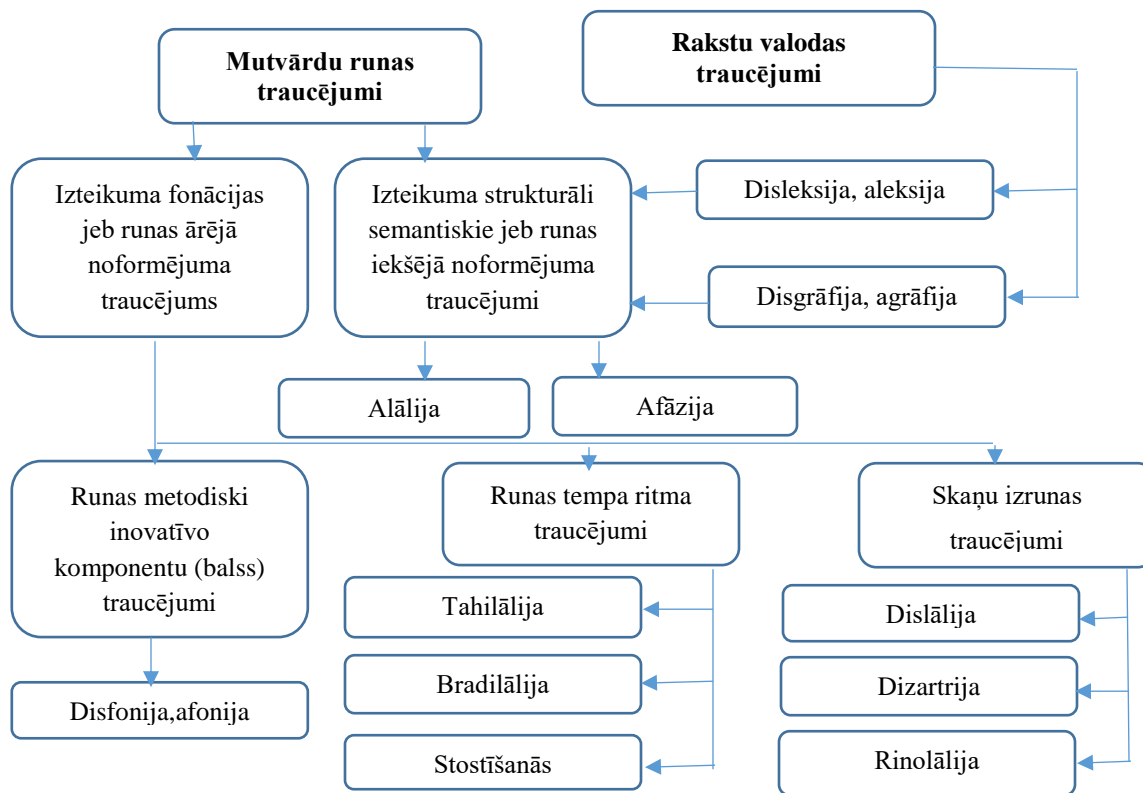 Mutvārdu runas
traucējumi
Rakstu valodas
traucējumi
Izteikuma fonācijas
jeb runas ārējā
noformējuma
traucējums
Izteikuma strukturāli
semantiskie jeb runas
iekšējā noformējuma
traucējumi
Disleksija, aleksija
Disgrāfija, agrāfija
Alālija
Afāzija
Runas metodiski
inovatīvo
komponentu (balss)
traucējumi
Runas tempa ritma
traucējumi
Skaņu izrunas
traucējumi
Tahilālija
Bradilālija
Stostīšanās
Dislālija
Dizartrija
Rinolālija
Disfonija,afonija